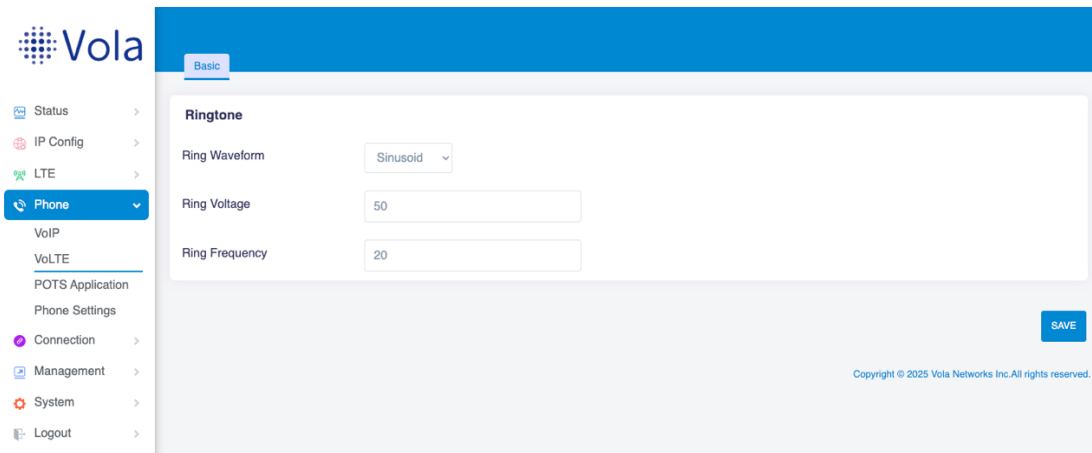 Vola
Basic
Status
IP Config
LTE
Phone
VoIP
VoLTE
POTS Application
Phone Settings
Connection
Management
System
Logout
Ringtone
Ring Waveform Sinusoid
Ring Voltage 50
Ring Frequency 20
SAVE
Copyright © 2025 Vola Networks Inc.All rights reserved.